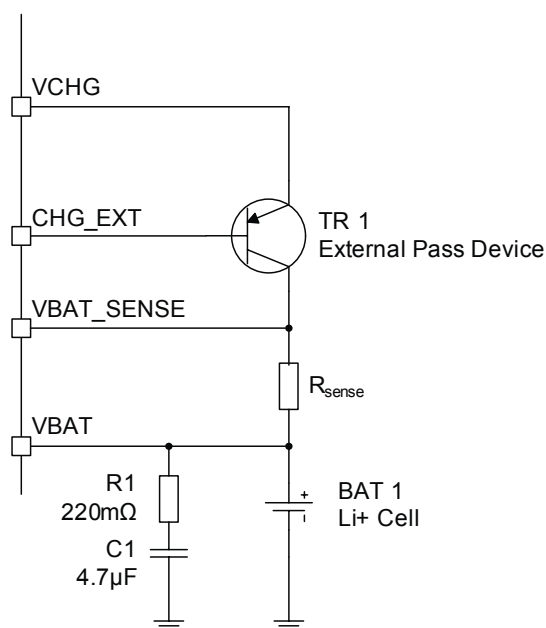 VCHG
CHG_EXT
TR 1
External Pass Device
VBAT_SENSE
Rsense
VBAT
R1
220mΩ
C1
4.7µF
+
BAT 1
Li+ Cell